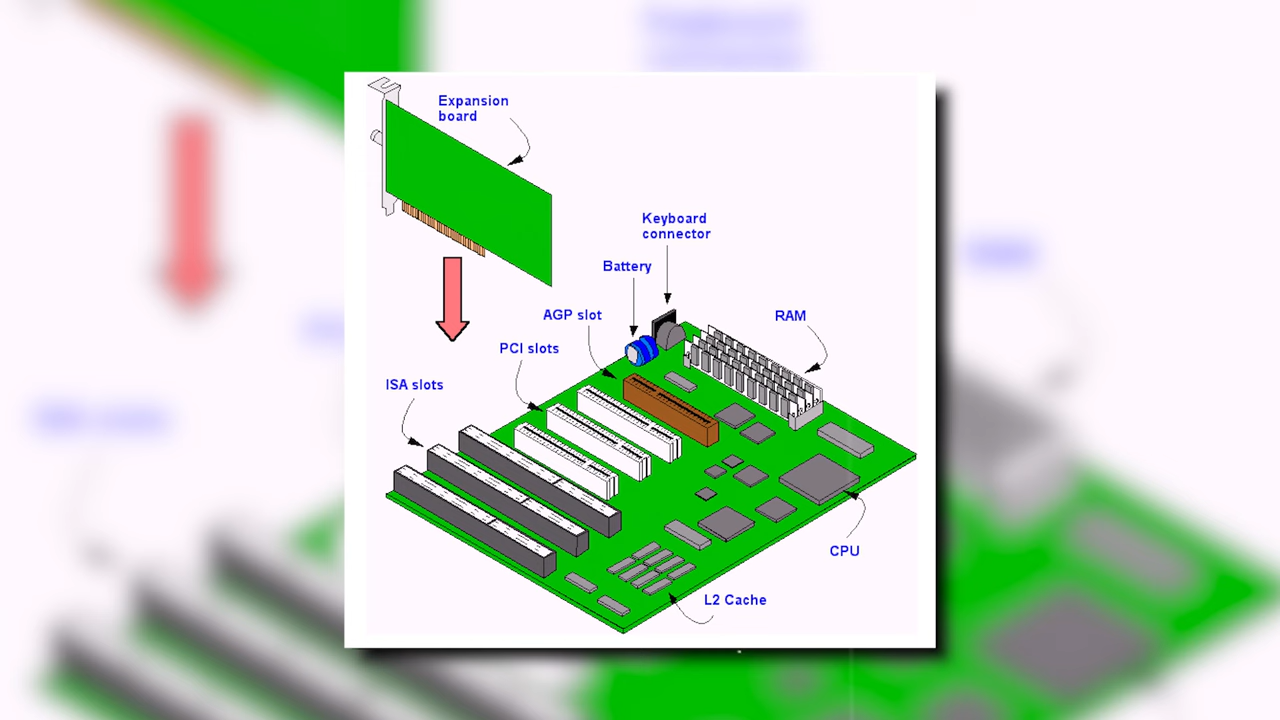 Expansion
board
Keyboard
connector
Battery
AGP slot
RAM
PCI slots
ISA slots
CPU
L2 Cache